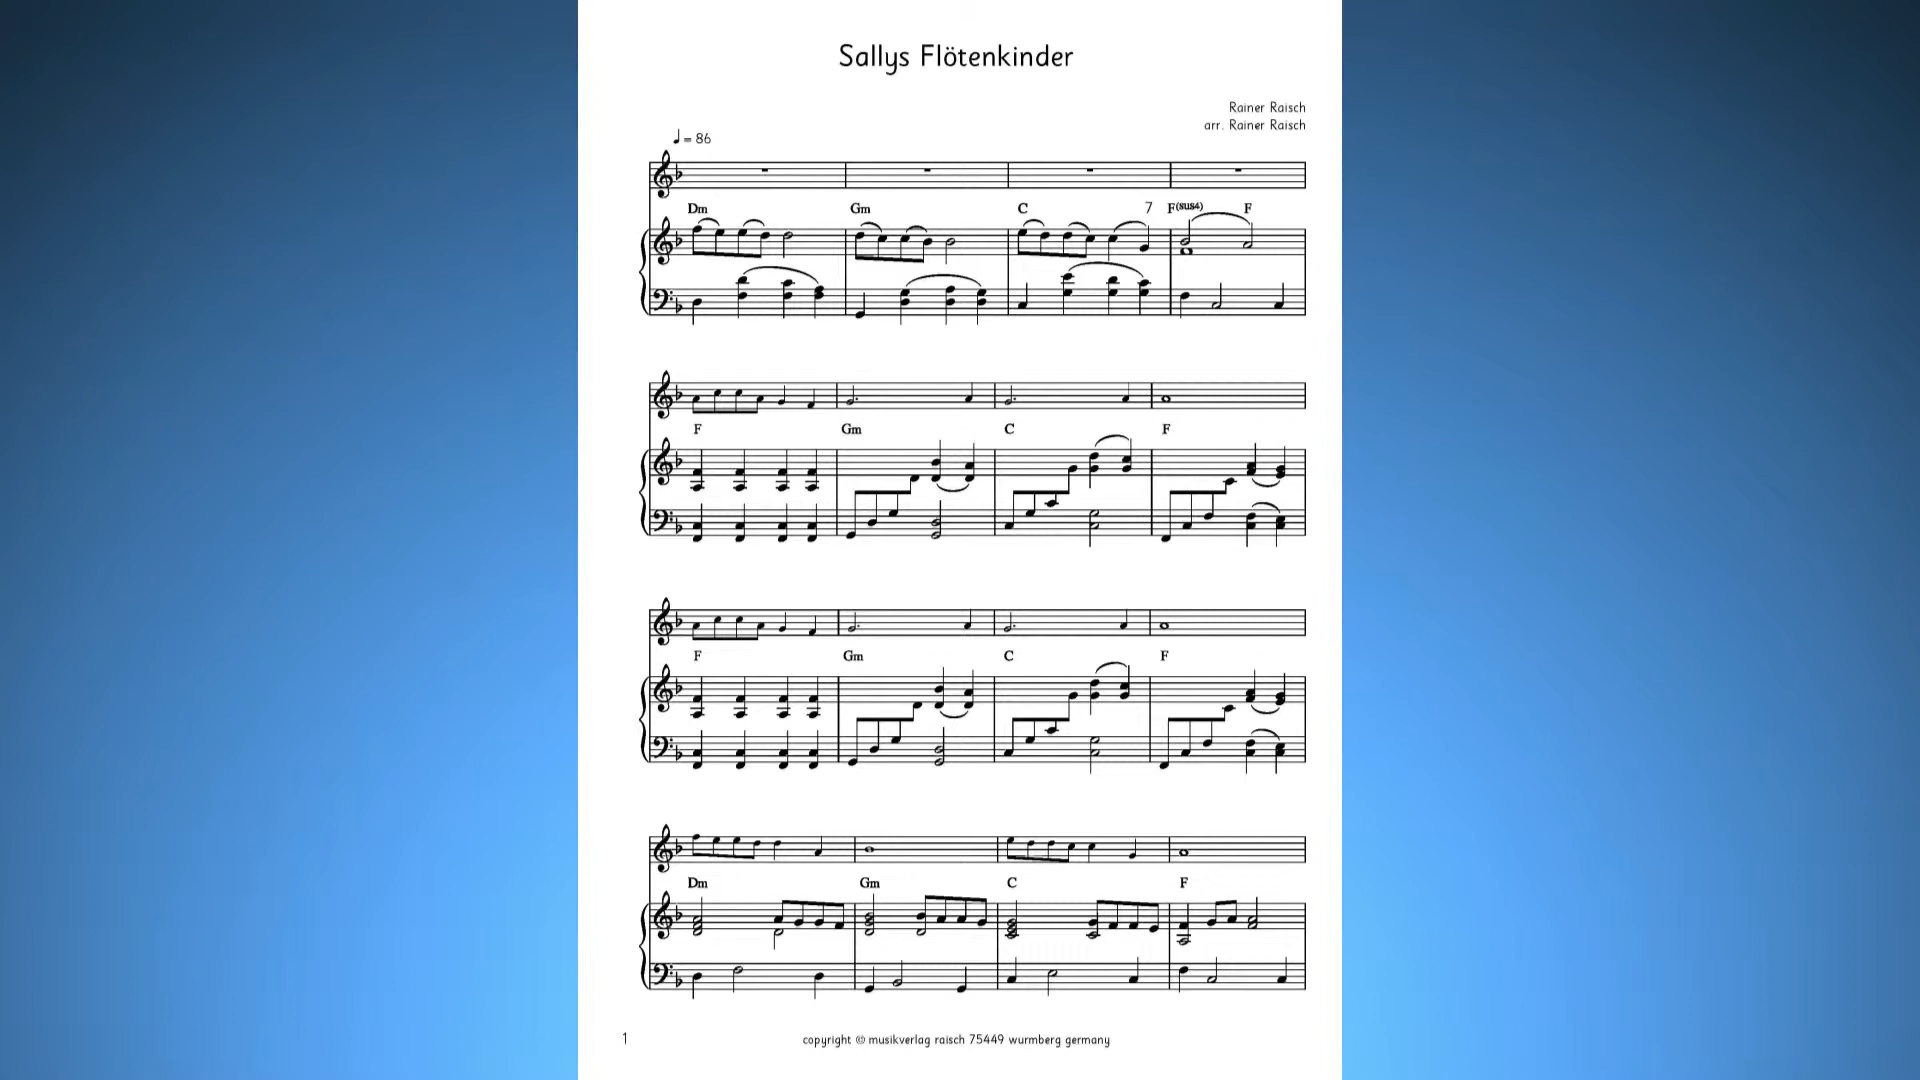 Sallys Flötenkinder
Rainer Raisch
arr. Rainer Raisch
♩ = 86
Dm Gm C 7 F(sus4) F
F Gm C F
F Gm C F
Dm Gm C F
1 copyright © musikverlag raisch 75449 wurmberg germany